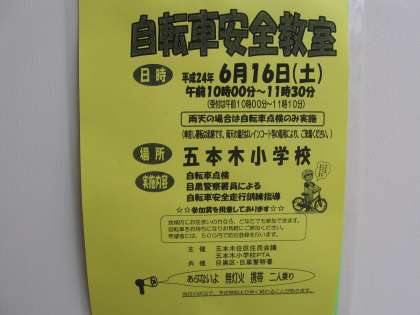 自転車安全教室
日時 平成24年 6月16日(土)
午前10時00分～11時30分
(受付は午前10時00分～11時10分)
雨天の場合は自転車点検のみ実施
場所 五本木小学校
実施内容 自転車点検
目黒警察署員による
自転車安全走行訓練指導
☆☆参加賞を用意しております☆☆
主催 五本木住区住民会議
五本木小学校PTA
共催 目黒区・目黒警察署
あぶないよ 無灯火 携帯 二人乗り